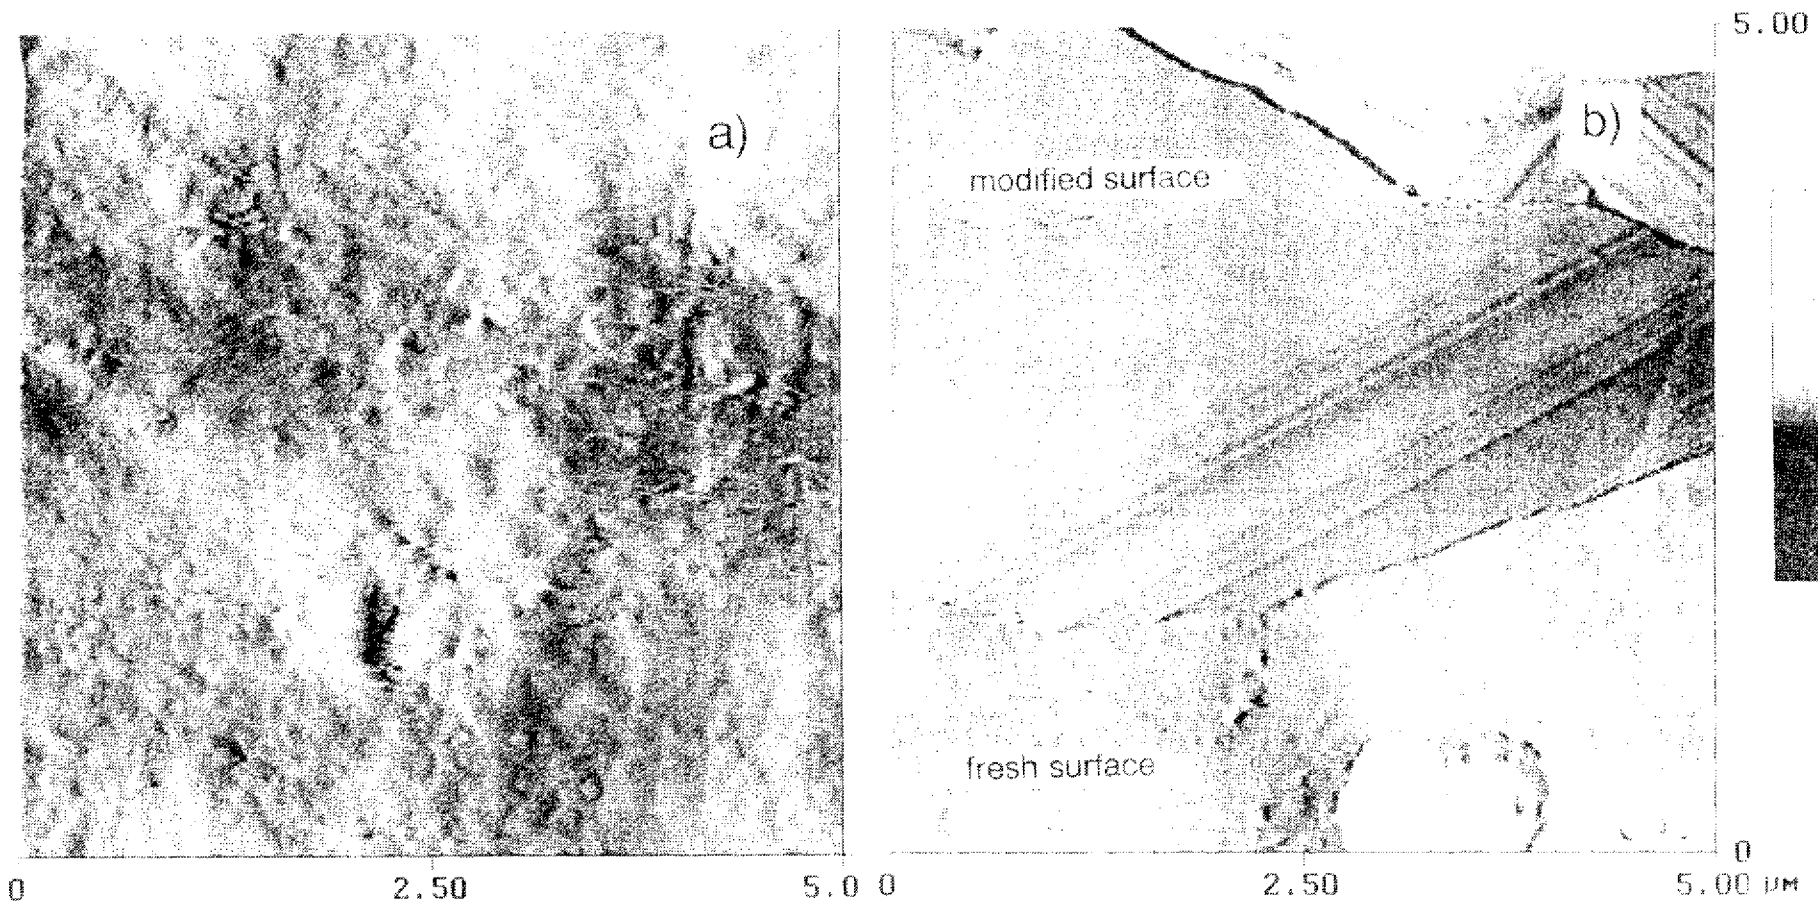 5.00
a)
b)
modified surface
fresh surface
0
0 2.50 5.0 0 2.50 5.00 µM